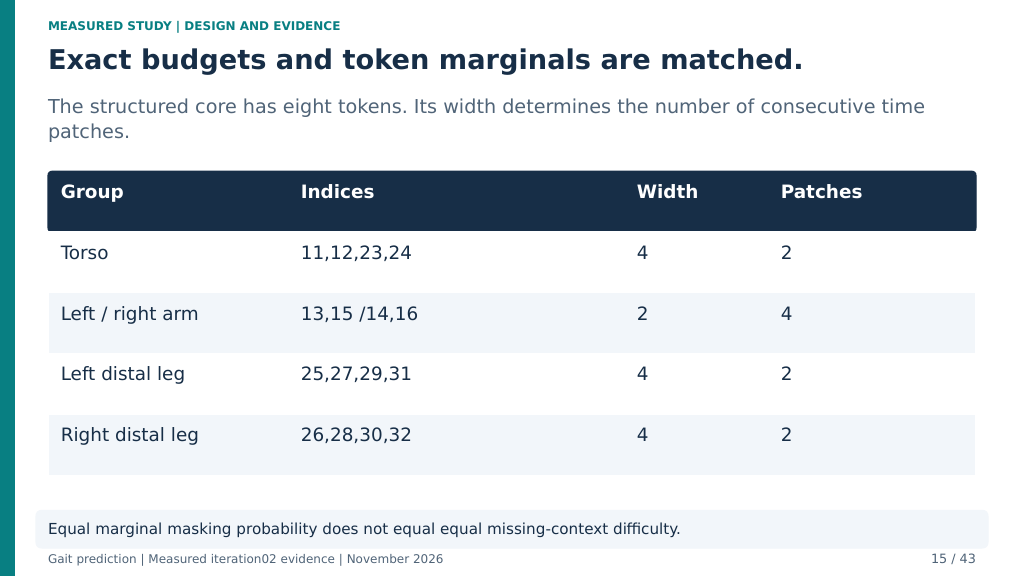 MEASURED STUDY | DESIGN AND EVIDENCE
Exact budgets and token marginals are matched.
The structured core has eight tokens. Its width determines the number of consecutive time
patches.
Group Indices Width Patches
Torso 11,12,23,24 4 2
Left / right arm 13,15 /14,16 2 4
Left distal leg 25,27,29,31 4 2
Right distal leg 26,28,30,32 4 2
Equal marginal masking probability does not equal equal missing-context difficulty.
Gait prediction | Measured iteration02 evidence | November 2026 15 / 43